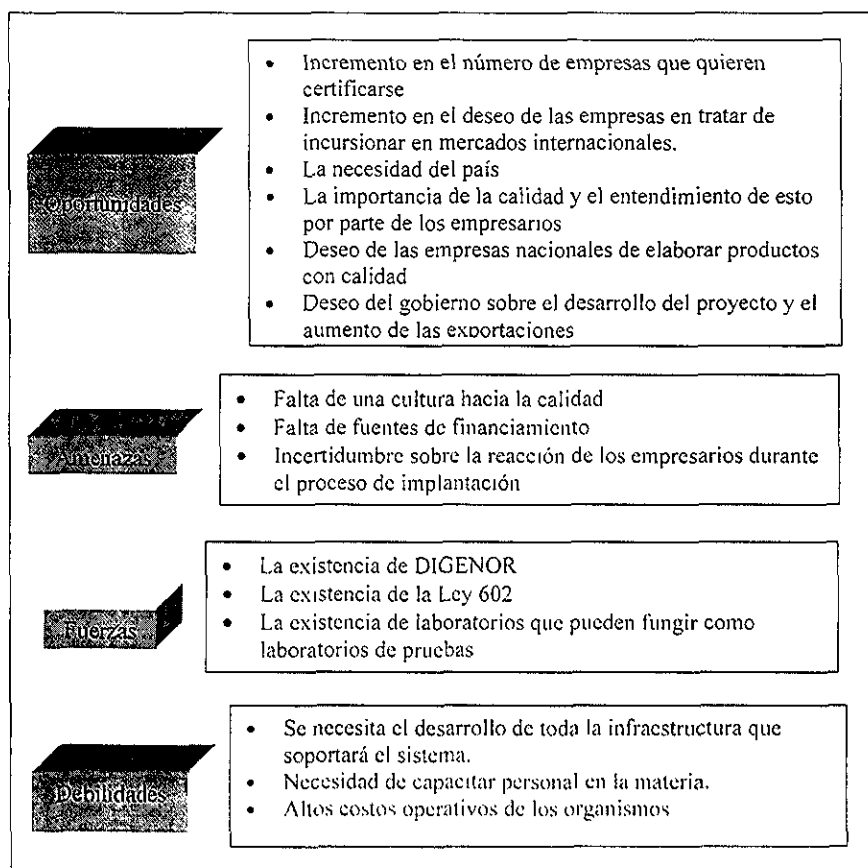 Oportunidades
• Incremento en el número de empresas que quieren
certificarse
• Incremento en el deseo de las empresas en tratar de
incursionar en mercados internacionales.
• La necesidad del país
• La importancia de la calidad y el entendimiento de esto
por parte de los empresarios
• Deseo de las empresas nacionales de elaborar productos
con calidad
• Deseo del gobierno sobre el desarrollo del proyecto y el
aumento de las exportaciones
Amenazas
• Falta de una cultura hacia la calidad
• Falta de fuentes de financiamiento
• Incertidumbre sobre la reacción de los empresarios durante
el proceso de implantación
Fuerzas
• La existencia de DIGENOR
• La existencia de la Ley 602
• La existencia de laboratorios que pueden fungir como
laboratorios de pruebas
Debilidades
• Se necesita el desarrollo de toda la infraestructura que
soportará el sistema.
• Necesidad de capacitar personal en la materia.
• Altos costos operativos de los organismos